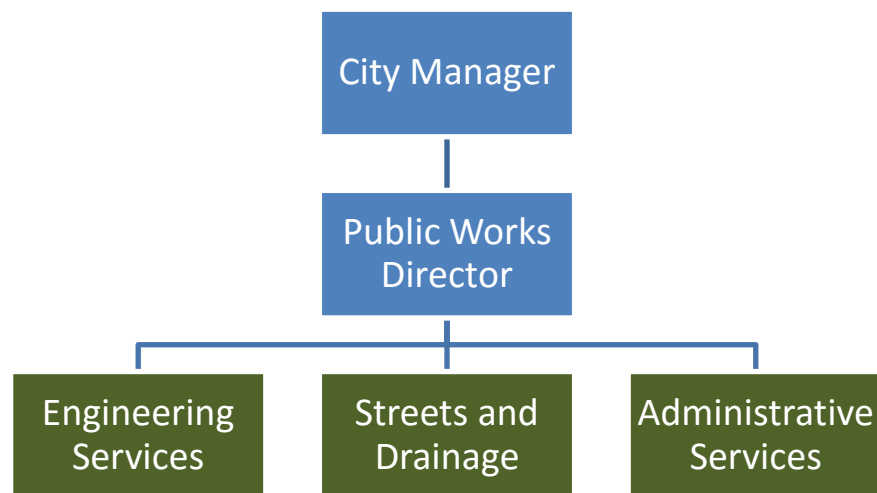 City Manager
Public Works
Director
Engineering
Services
Streets and
Drainage
Administrative
Services